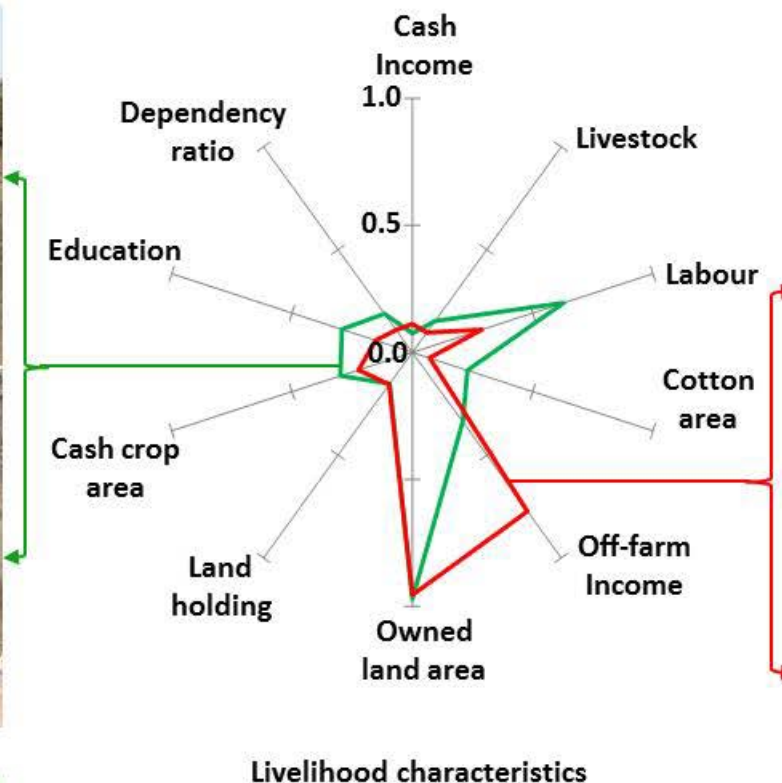 Cash
Income
1.0
Dependency
ratio
Livestock
0.5
Education
Labour
0.0
Cotton
area
Cash crop
area
Off-farm
Income
Land
holding
Owned
land area
Livelihood characteristics